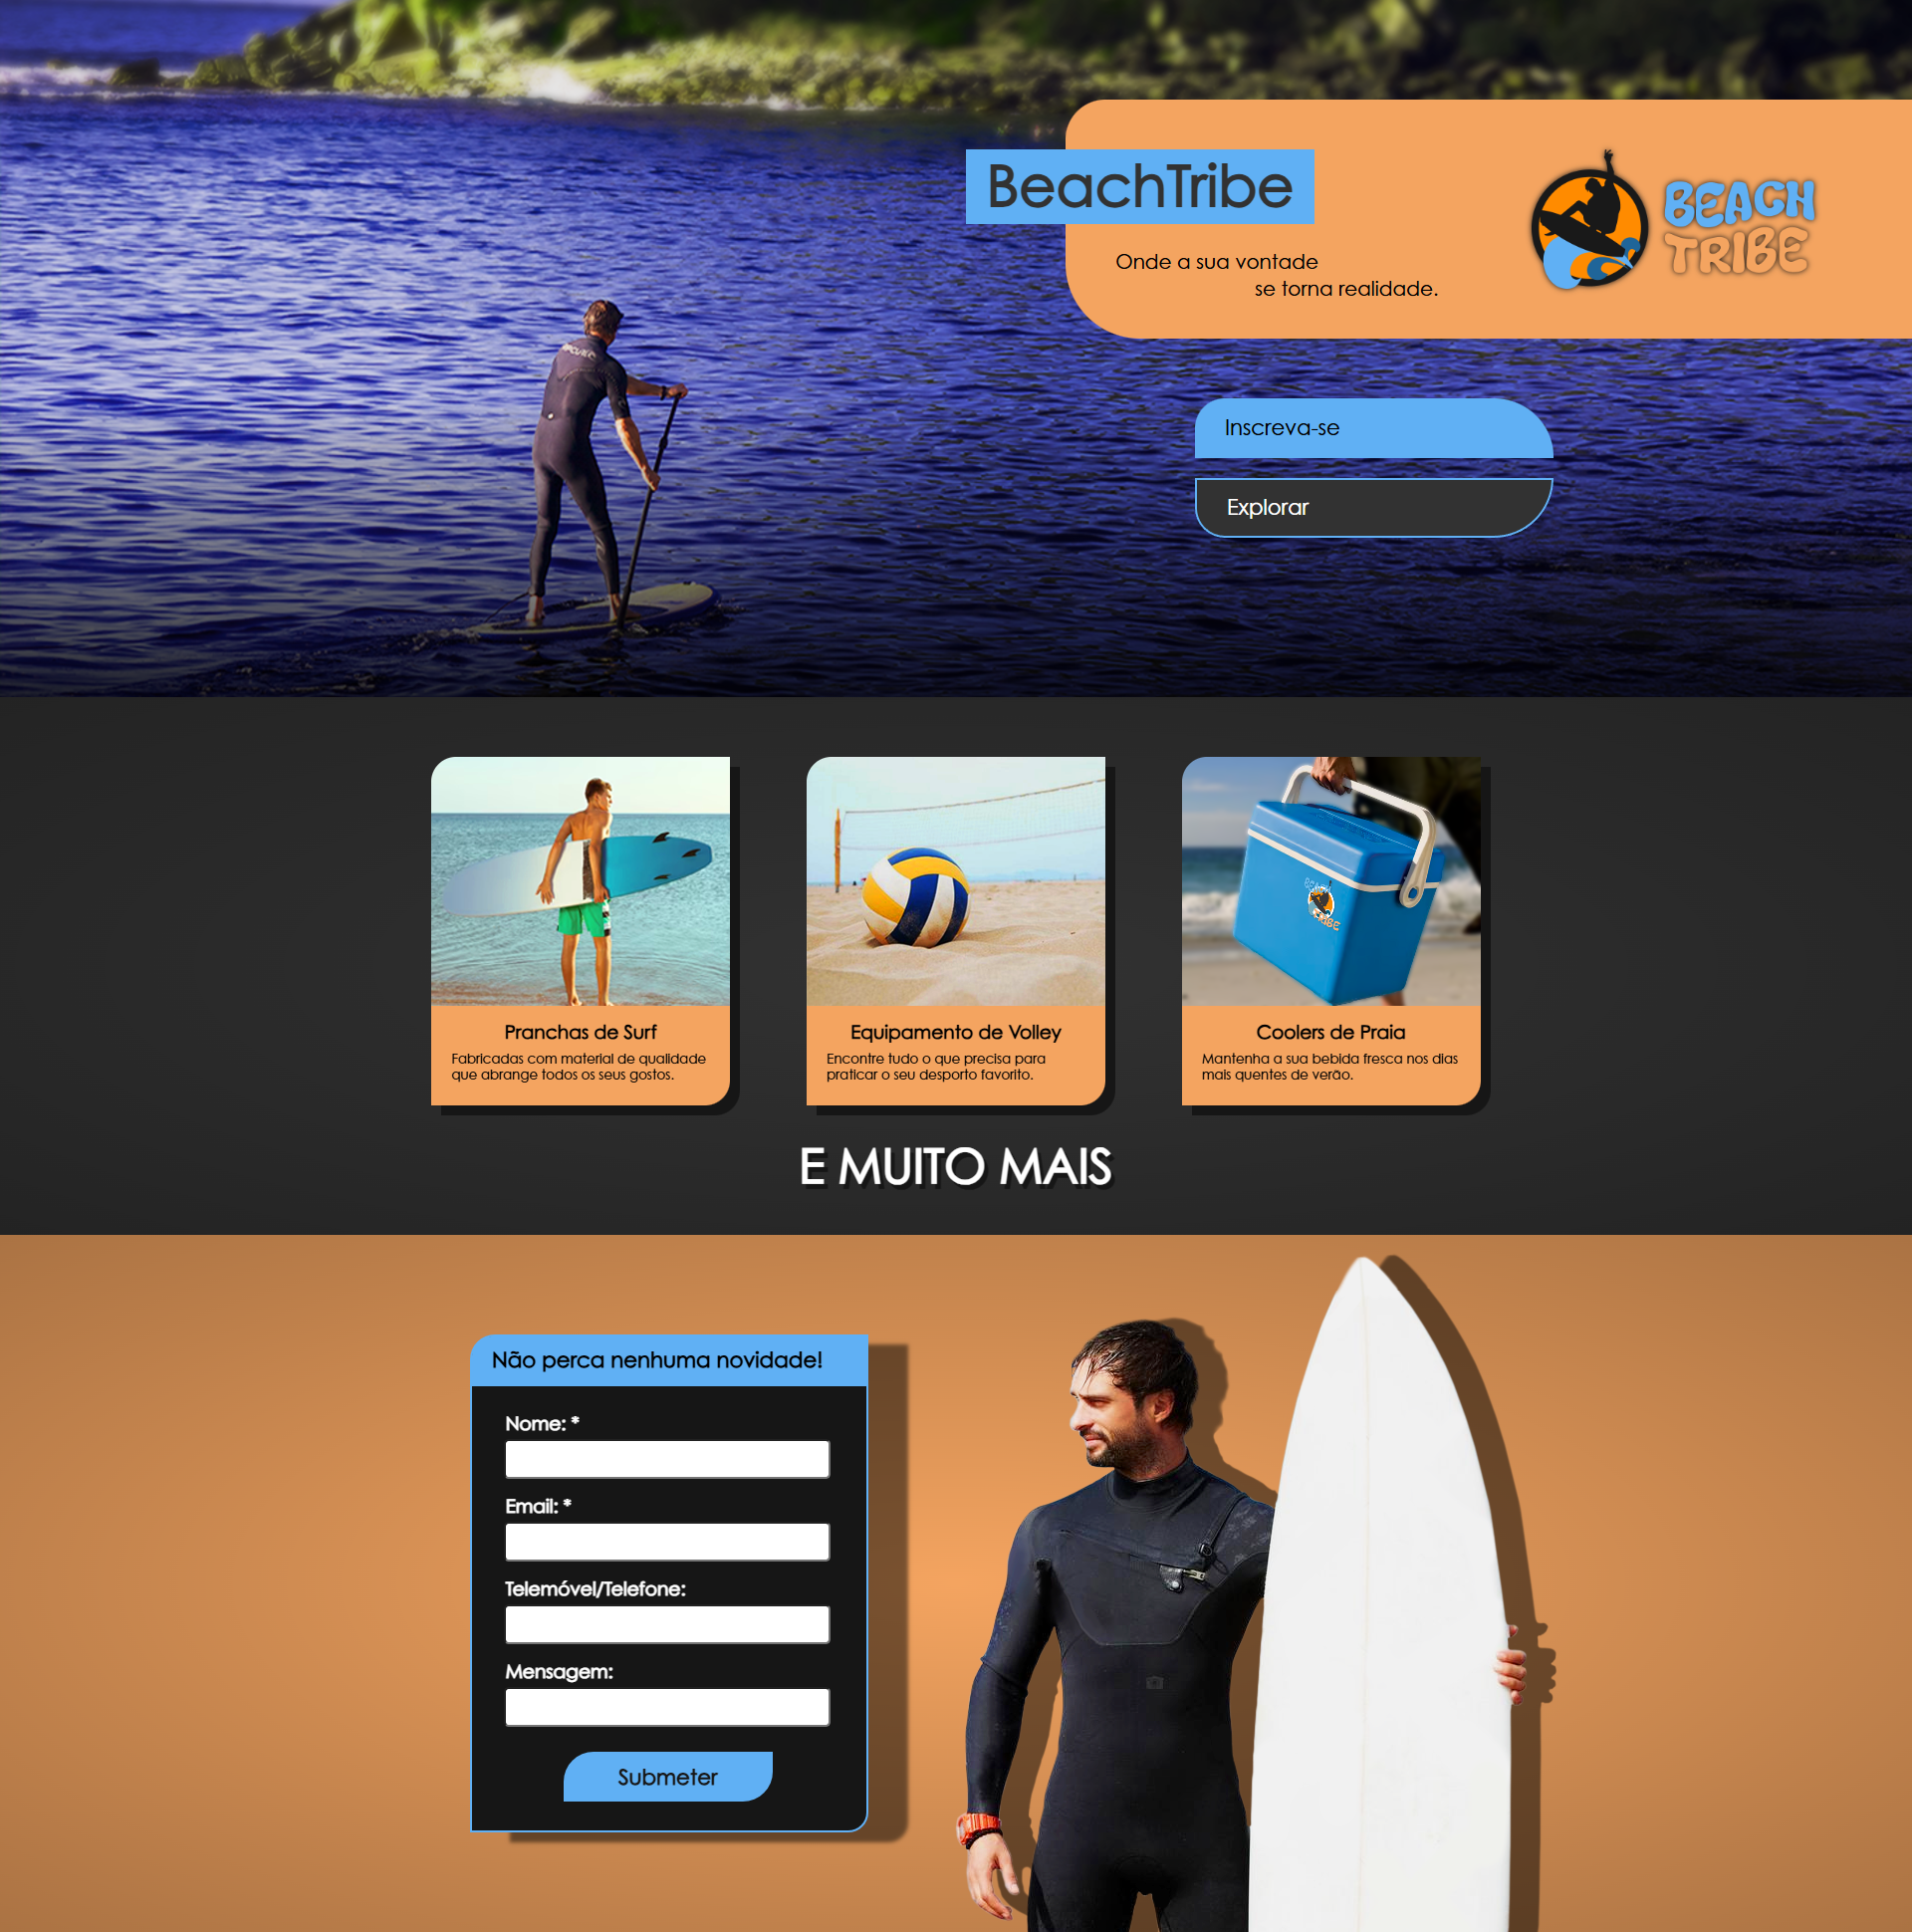 BeachTribe
Onde a sua vontade
se torna realidade.
BEACH
TRIBE
Inscreva-se
Explorar
BEACH
TRIBE
Pranchas de Surf
Fabricadas com material de qualidade
que abrange todos os seus gostos.
Equipamento de Volley
Encontre tudo o que precisa para
praticar o seu desporto favorito.
Coolers de Praia
Mantenha a sua bebida fresca nos dias
mais quentes de verão.
E MUITO MAIS
Não perca nenhuma novidade!
Nome: *
Email: *
Telemóvel/Telefone:
Mensagem:
Submeter